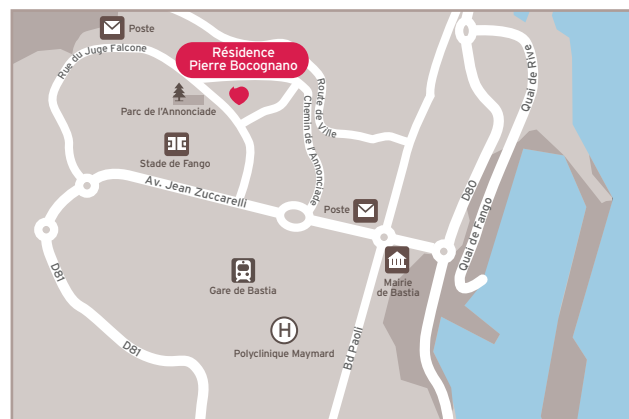 Poste
Rue du Juge Falcone
Résidence
Pierre Bocognano
Quai de Rive
Parc de l'Annonciade
Route de Ville
Chemin de l'Annonciade
Stade de Fango
Av. Jean Zuccarelli
D80
Poste
Quai de Fango
D81
Gare de Bastia
Mairie
de Bastia
H
Polyclinique Maymard
D81
Bd Paoli